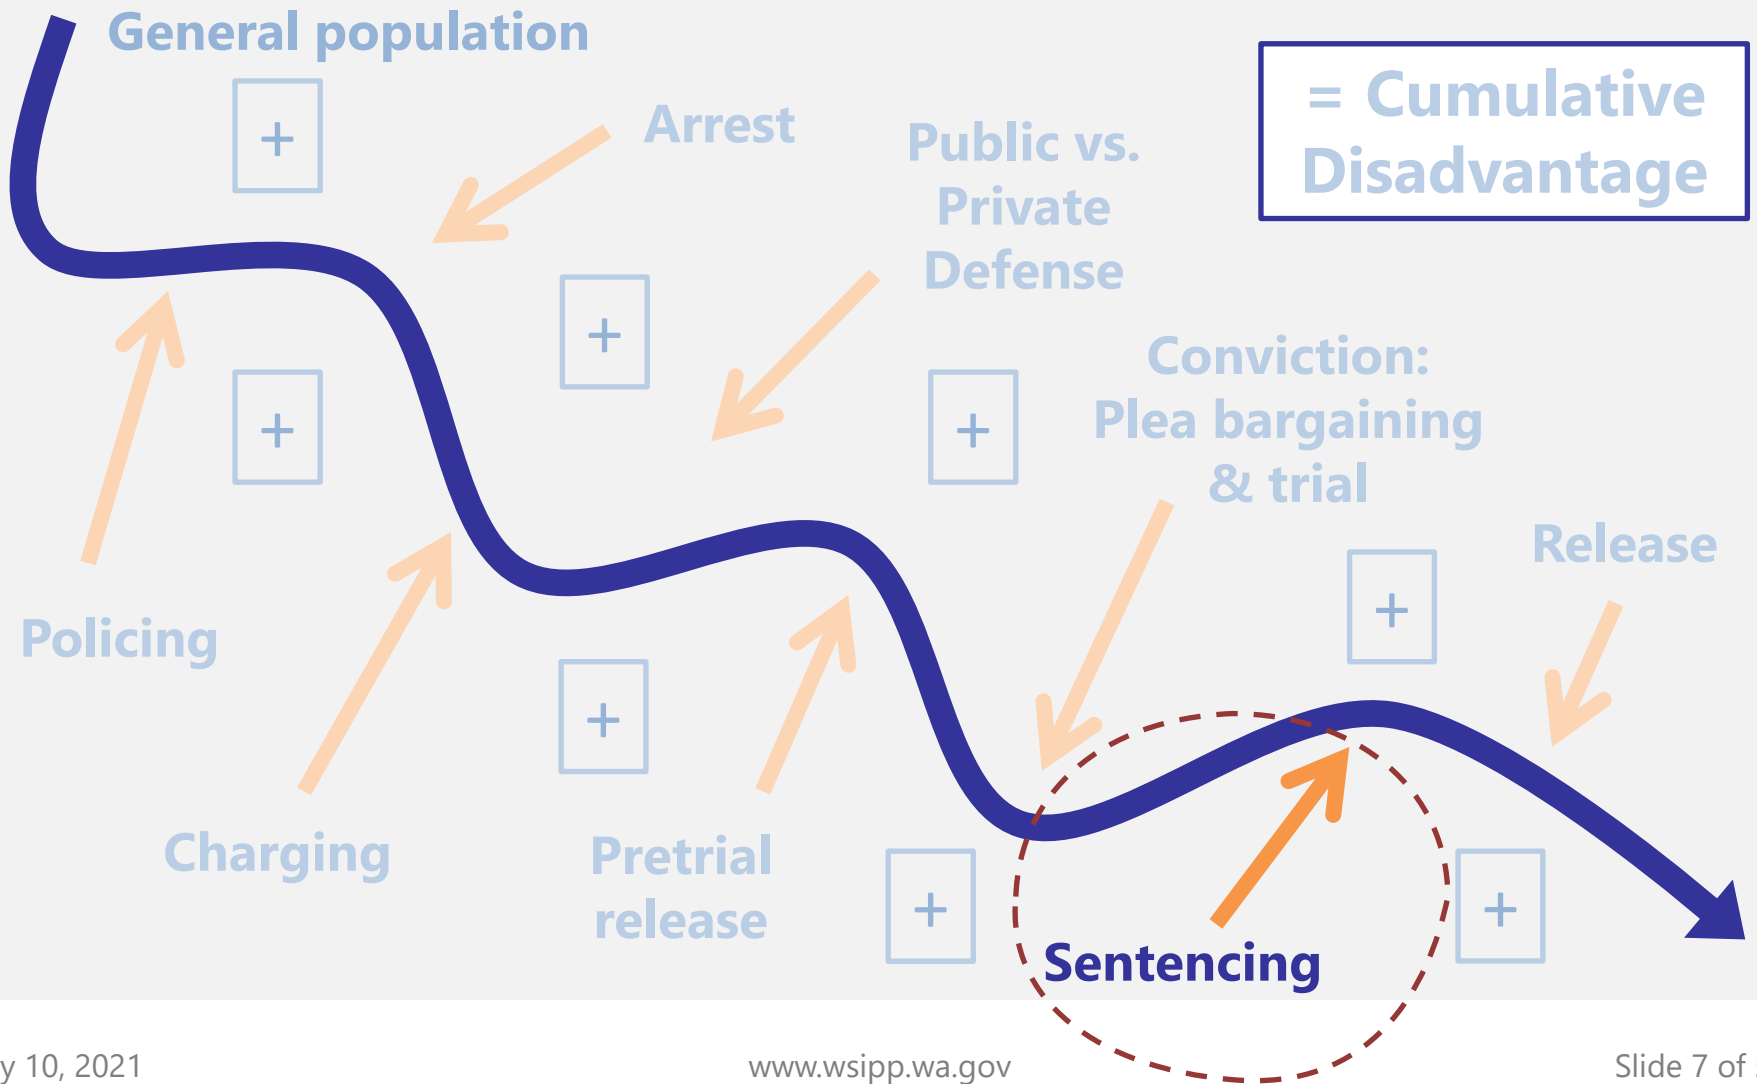 General population
+
= Cumulative
Disadvantage
Arrest
Public vs.
Private
Defense
+
+
+
Conviction:
Plea bargaining
& trial
Release
+
Policing
+
Charging
Pretrial
release
+
+
Sentencing
y 10, 2021
www.wsipp.wa.gov
Slide 7 of